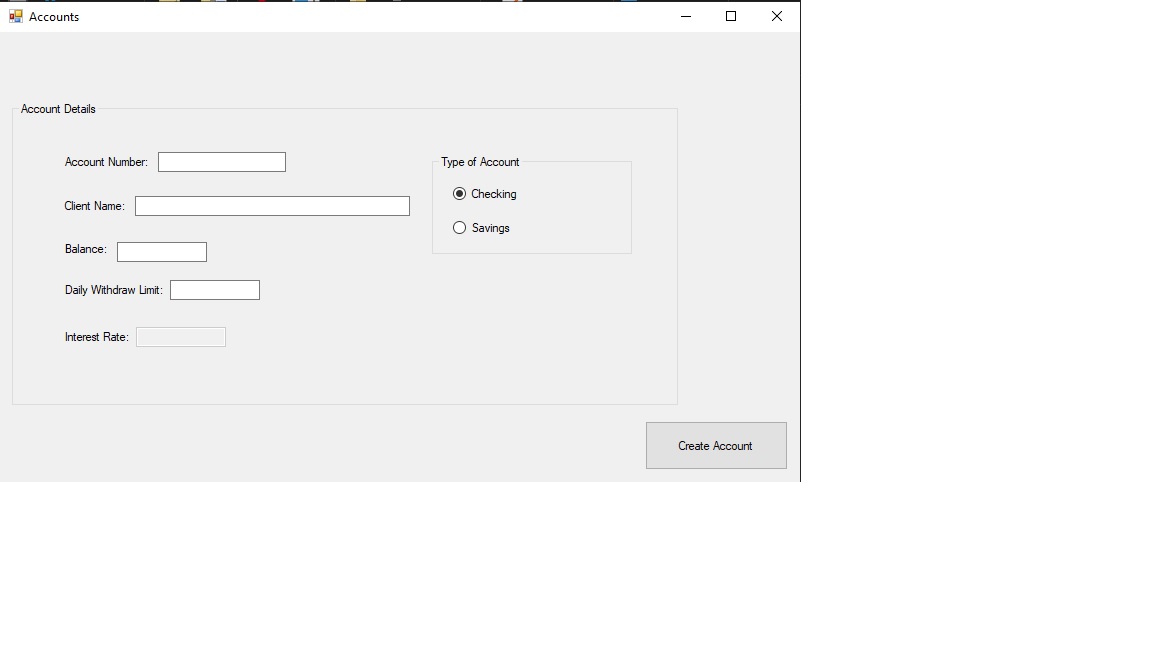 Accounts
Account Details
Account Number:
Type of Account
Checking
Client Name:
Savings
Balance:
Daily Withdraw Limit:
Interest Rate:
Create Account